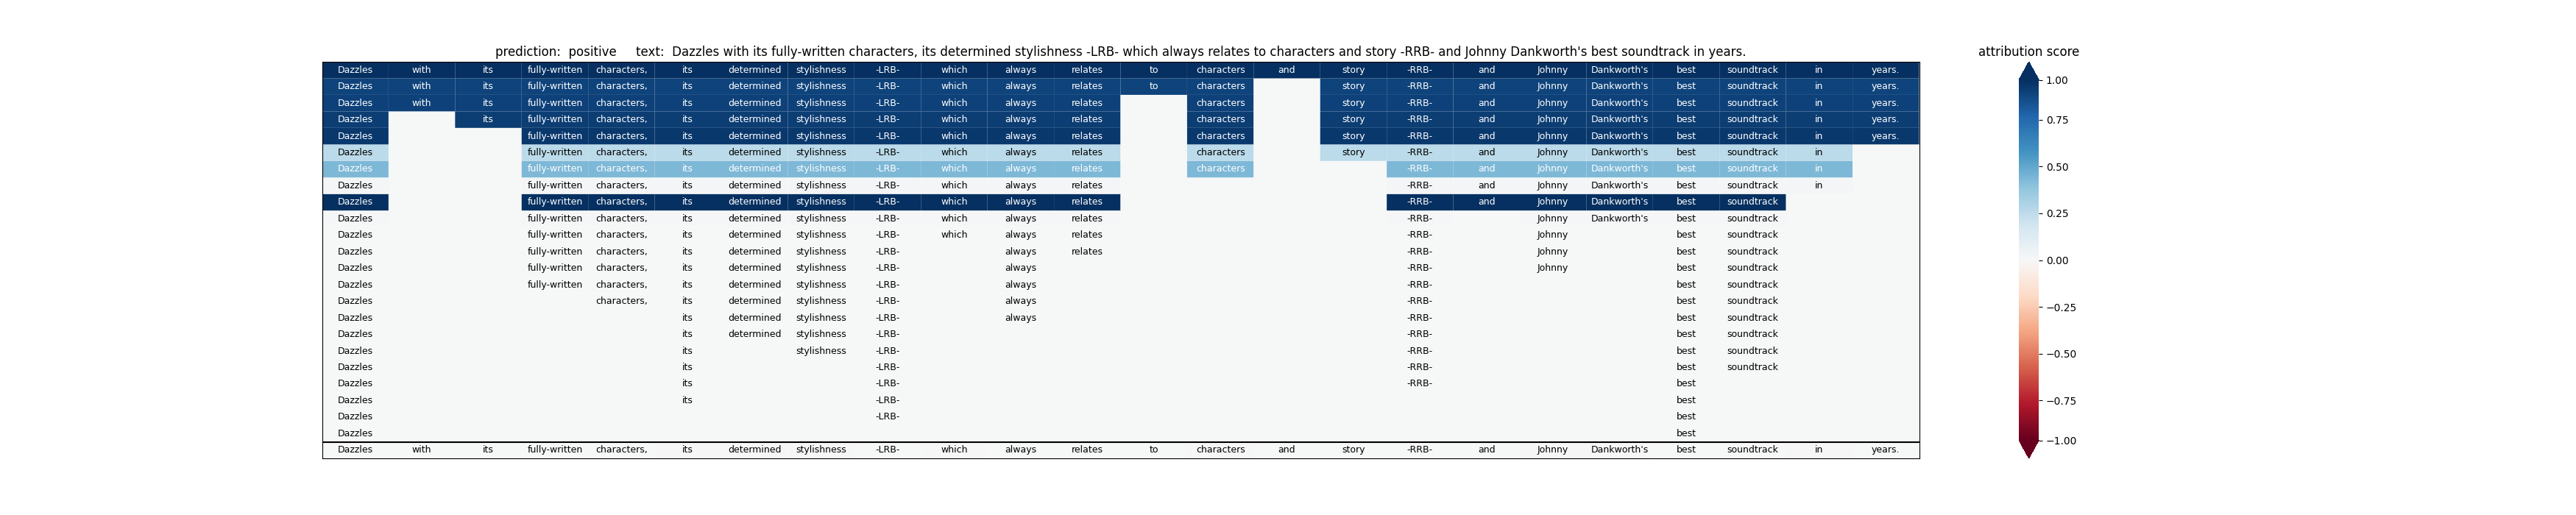 prediction:  positive     text:  Dazzles with its fully-written characters, its determined stylishness -LRB- which always relates to characters and story -RRB- and Johnny Dankworth's best soundtrack in years.
attribution score
Dazzles with its fully-written characters, its determined stylishness -LRB- which always relates to characters and story -RRB- and Johnny Dankworth's best soundtrack in years.
Dazzles with its fully-written characters, its determined stylishness -LRB- which always relates to characters story -RRB- and Johnny Dankworth's best soundtrack in years.
Dazzles with its fully-written characters, its determined stylishness -LRB- which always relates characters story -RRB- and Johnny Dankworth's best soundtrack in years.
Dazzles its fully-written characters, its determined stylishness -LRB- which always relates characters story -RRB- and Johnny Dankworth's best soundtrack in years.
Dazzles fully-written characters, its determined stylishness -LRB- which always relates characters story -RRB- and Johnny Dankworth's best soundtrack in years.
Dazzles fully-written characters, its determined stylishness -LRB- which always relates characters story -RRB- and Johnny Dankworth's best soundtrack in
Dazzles fully-written characters, its determined stylishness -LRB- which always relates characters -RRB- and Johnny Dankworth's best soundtrack in
Dazzles fully-written characters, its determined stylishness -LRB- which always relates -RRB- and Johnny Dankworth's best soundtrack in
Dazzles fully-written characters, its determined stylishness -LRB- which always relates -RRB- and Johnny Dankworth's best soundtrack
Dazzles fully-written characters, its determined stylishness -LRB- which always relates -RRB- Johnny Dankworth's best soundtrack
Dazzles fully-written characters, its determined stylishness -LRB- which always relates -RRB- Johnny best soundtrack
Dazzles fully-written characters, its determined stylishness -LRB- always relates -RRB- Johnny best soundtrack
Dazzles fully-written characters, its determined stylishness -LRB- always -RRB- Johnny best soundtrack
Dazzles fully-written characters, its determined stylishness -LRB- always -RRB- best soundtrack
Dazzles characters, its determined stylishness -LRB- always -RRB- best soundtrack
Dazzles its determined stylishness -LRB- always -RRB- best soundtrack
Dazzles its determined stylishness -LRB- -RRB- best soundtrack
Dazzles its stylishness -LRB- -RRB- best soundtrack
Dazzles its -LRB- -RRB- best soundtrack
Dazzles its -LRB- -RRB- best
Dazzles its -LRB- best
Dazzles -LRB- best
Dazzles best
Dazzles with its fully-written characters, its determined stylishness -LRB- which always relates to characters and story -RRB- and Johnny Dankworth's best soundtrack in years.
1.00
0.75
0.50
0.25
0.00
−0.25
−0.50
−0.75
−1.00